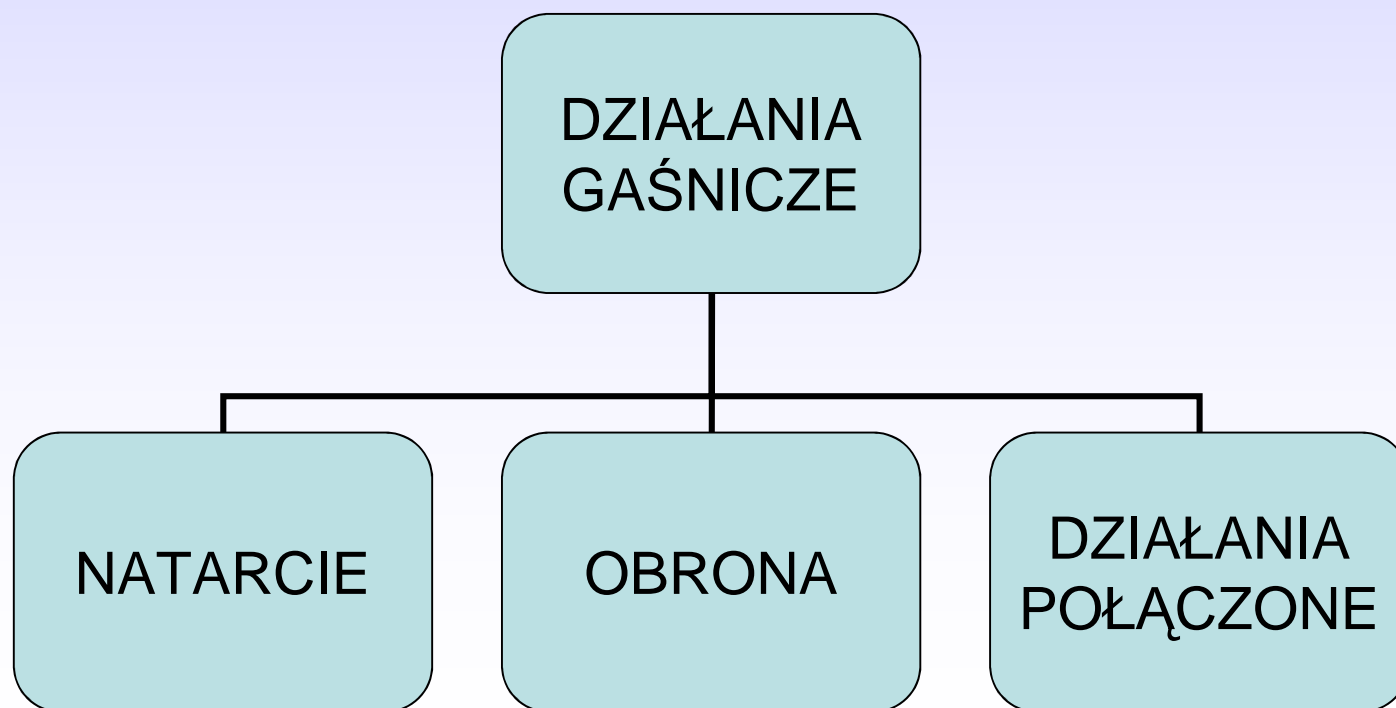 DZIAŁANIA
GAŚNICZE
NATARCIE
OBRONA
DZIAŁANIA
POŁĄCZONE